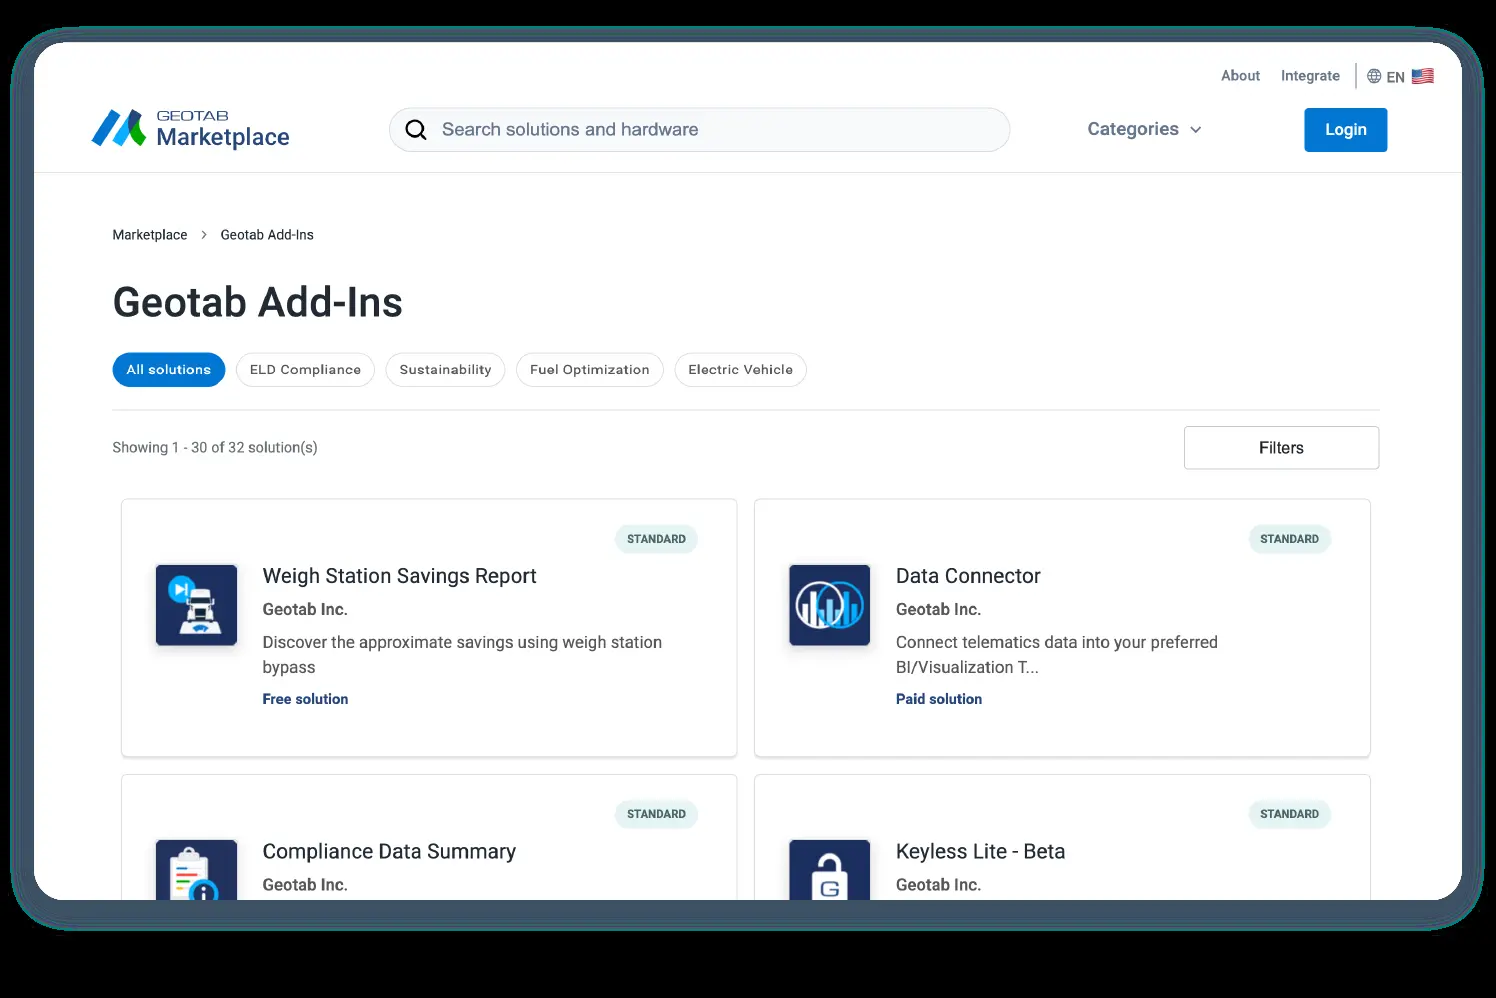 About Integrate EN
GEOTAB
Marketplace
Search solutions and hardware
Categories
Login
Marketplace > Geotab Add-Ins
Geotab Add-Ins
All solutions ELD Compliance Sustainability Fuel Optimization Electric Vehicle
Showing 1 - 30 of 32 solution(s)
Filters
STANDARD
Weigh Station Savings Report
Geotab Inc.
Discover the approximate savings using weigh station
bypass
Free solution
STANDARD
Data Connector
Geotab Inc.
Connect telematics data into your preferred
BI/Visualization T...
Paid solution
STANDARD
Compliance Data Summary
Geotab Inc.
STANDARD
G
Keyless Lite - Beta
Geotab Inc.